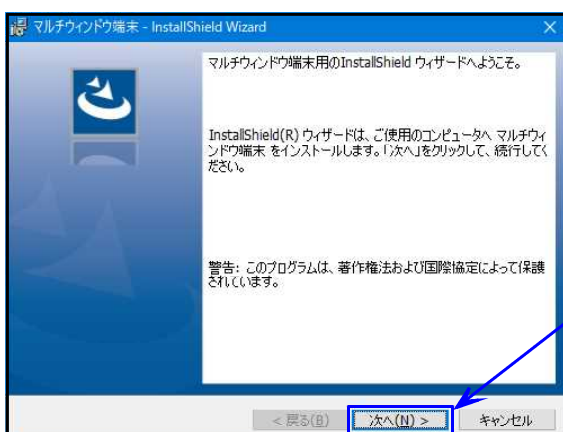 マルチウィンドウ端末 - InstallShield Wizard
マルチウィンドウ端末用のInstallShield ウィザードへようこそ。
InstallShield(R) ウィザードは、ご使用のコンピュータへ マルチウィ
ンドウ端末 をインストールします。「次へ」をクリックして、続行してく
ださい。
警告: このプログラムは、著作権法および国際協定によって保護
されています。
< 戻る(B)
次へ(N) >
キャンセル